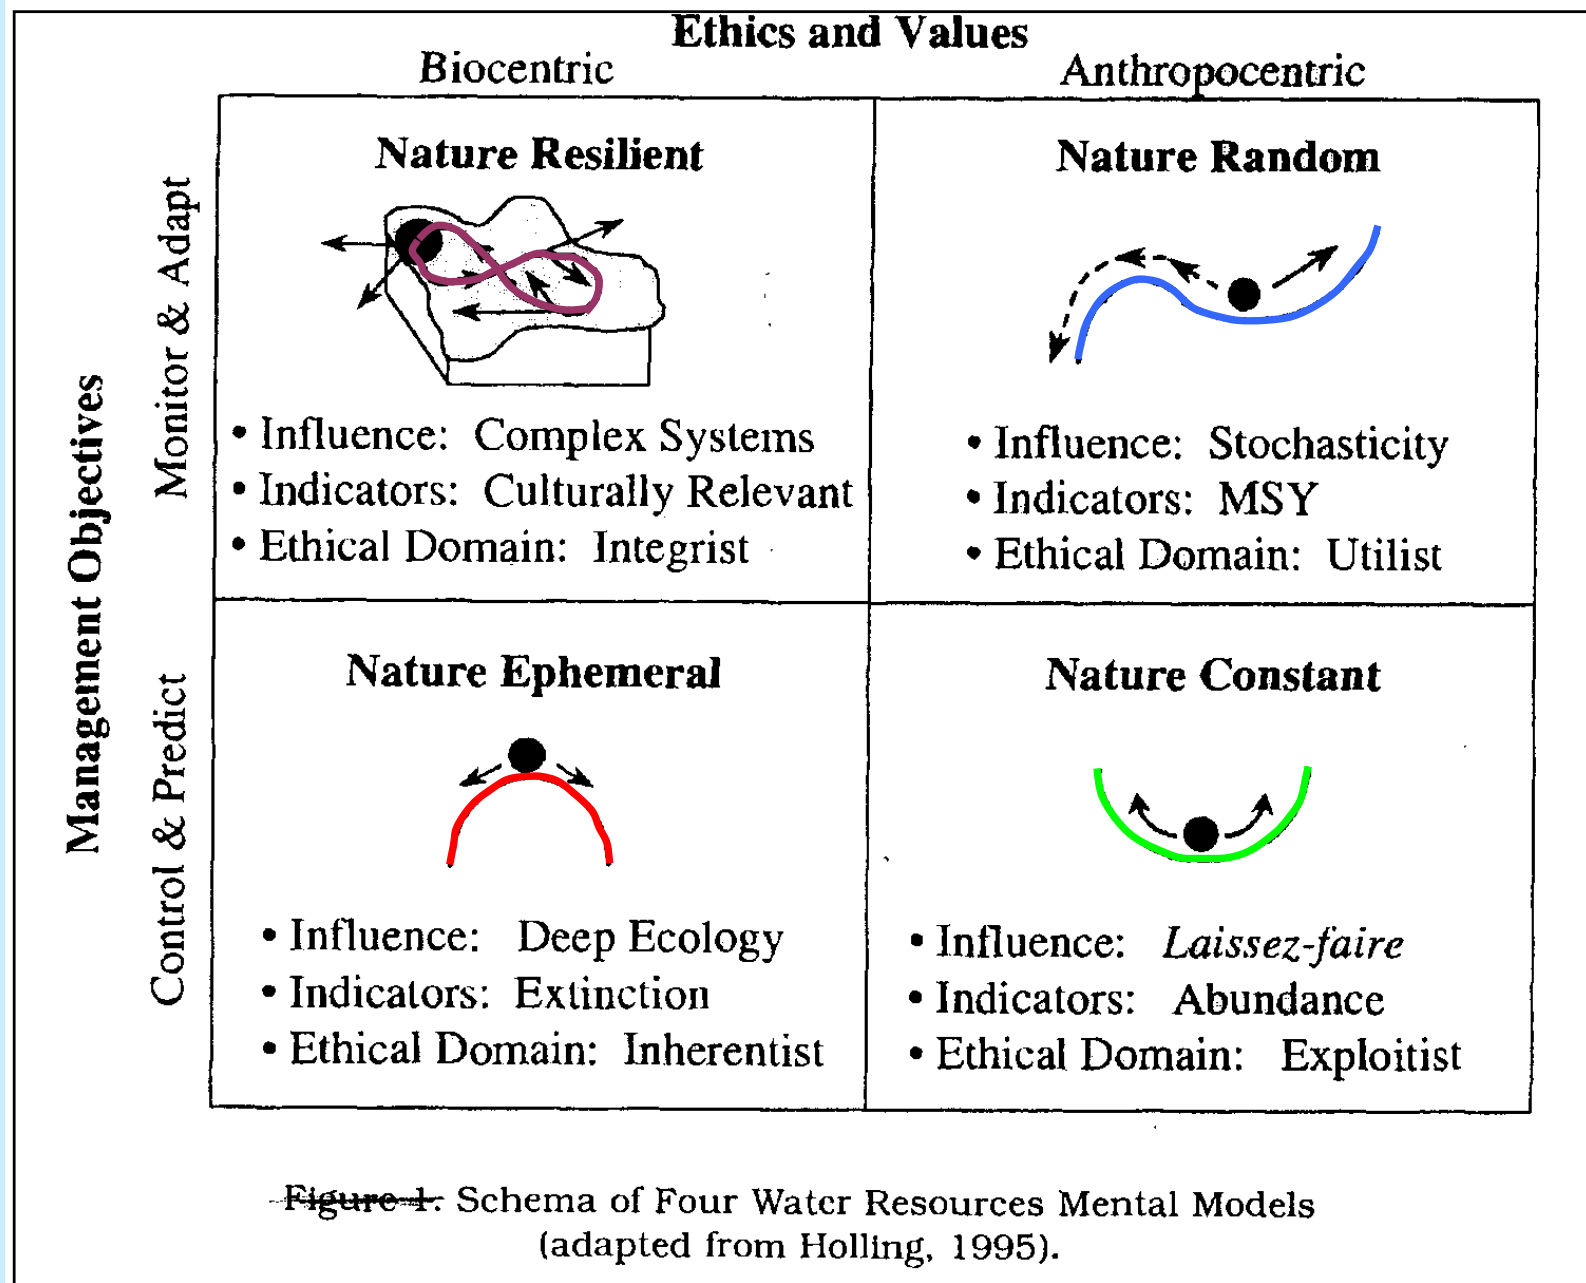 Ethics and Values
Biocentric
Anthropocentric
Management Objectives
Monitor & Adapt
Nature Resilient
• Influence: Complex Systems
• Indicators: Culturally Relevant
• Ethical Domain: Integrist
Nature Random
• Influence: Stochasticity
• Indicators: MSY
• Ethical Domain: Utilist
Control & Predict
Nature Ephemeral
• Influence: Deep Ecology
• Indicators: Extinction
• Ethical Domain: Inherentist
Nature Constant
• Influence: Laissez-faire
• Indicators: Abundance
• Ethical Domain: Exploitist
Figure 1: Schema of Four Water Resources Mental Models
(adapted from Holling, 1995).